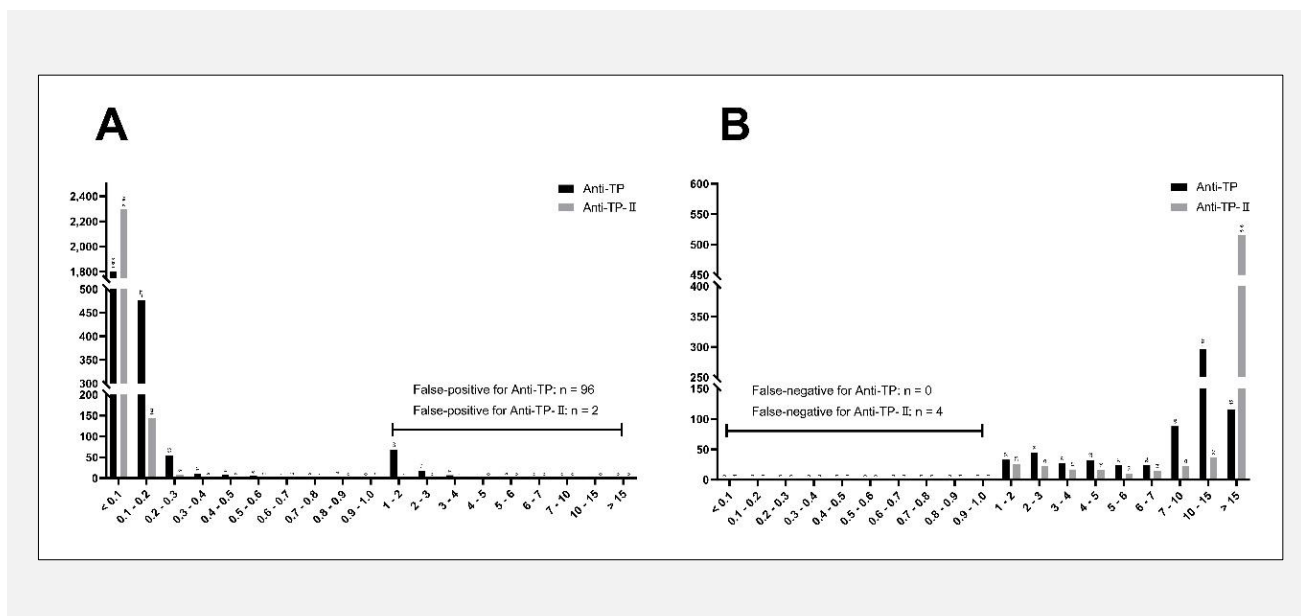 A
2,400
2,200
2,000
1,800
500
450
400
350
300
200
150
100
50
0
Anti-TP
Anti-TP-Ⅱ
False-positive for Anti-TP: n = 96
False-positive for Anti-TP-Ⅱ: n = 2
< 0.1
0.1 - 0.2
0.2 - 0.3
0.3 - 0.4
0.4 - 0.5
0.5 - 0.6
0.6 - 0.7
0.7 - 0.8
0.8 - 0.9
0.9 - 1.0
1 - 2
2 - 3
3 - 4
4 - 5
5 - 6
6 - 7
7 - 10
10 - 15
> 15
B
600
550
500
450
400
350
300
250
150
100
50
0
Anti-TP
Anti-TP-Ⅱ
False-negative for Anti-TP: n = 0
False-negative for Anti-TP-Ⅱ: n = 4
< 0.1
0.1 - 0.2
0.2 - 0.3
0.3 - 0.4
0.4 - 0.5
0.5 - 0.6
0.6 - 0.7
0.7 - 0.8
0.8 - 0.9
0.9 - 1.0
1 - 2
2 - 3
3 - 4
4 - 5
5 - 6
6 - 7
7 - 10
10 - 15
> 15